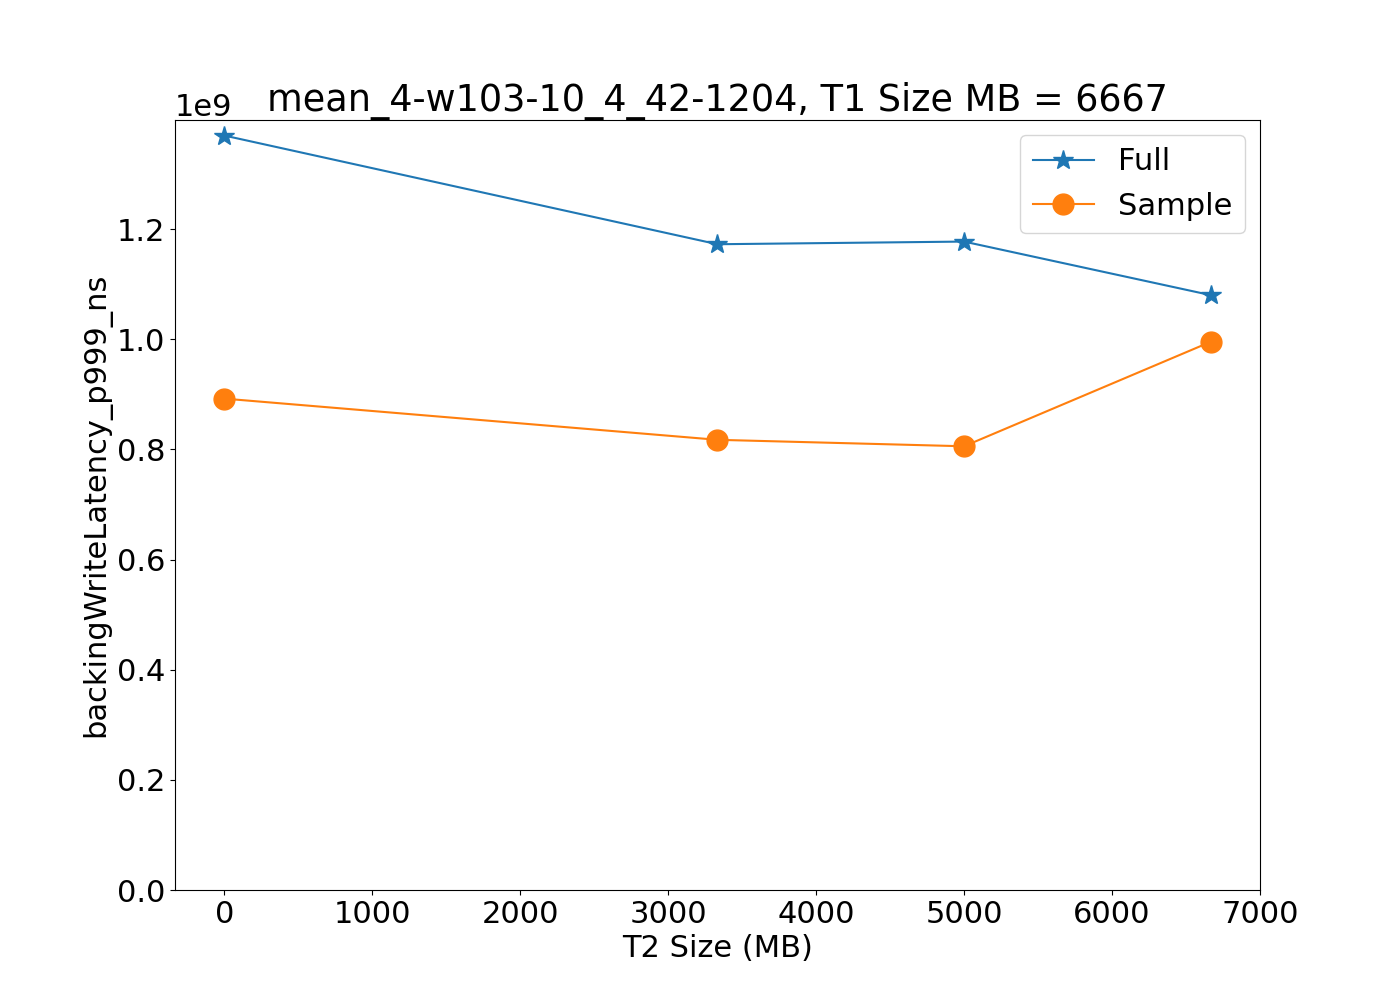 1e9
mean_4-w103-10_4_42-1204, T1 Size MB = 6667
Full
Sample
backingWriteLatency_p999_ns
1.2
1.0
0.8
0.6
0.4
0.2
0.0
0 1000 2000 3000 4000 5000 6000 7000
T2 Size (MB)